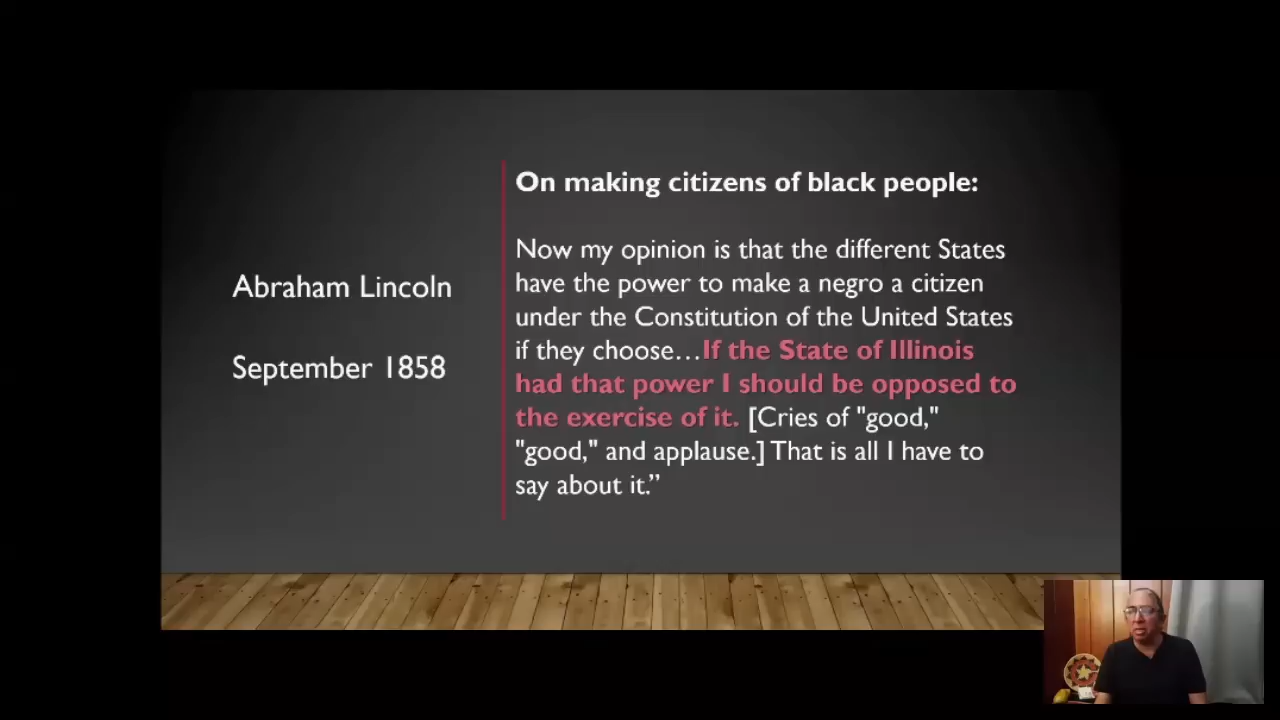 Abraham Lincoln
September 1858
On making citizens of black people:
Now my opinion is that the different States
have the power to make a negro a citizen
under the Constitution of the United States
if they choose…If the State of Illinois
had that power I should be opposed to
the exercise of it. [Cries of "good,"
"good," and applause.] That is all I have to
say about it.”